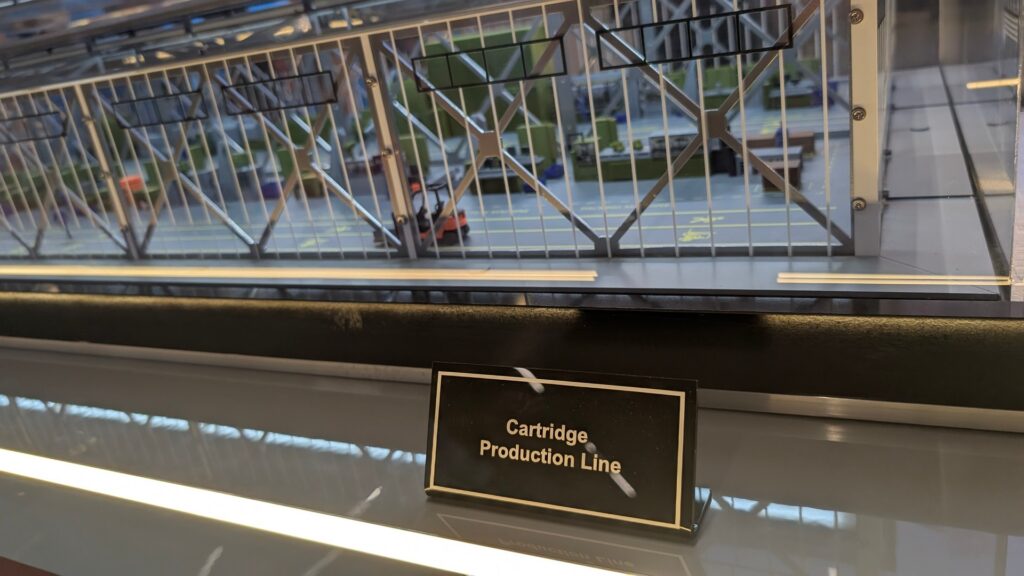 Cartridge
Production Line